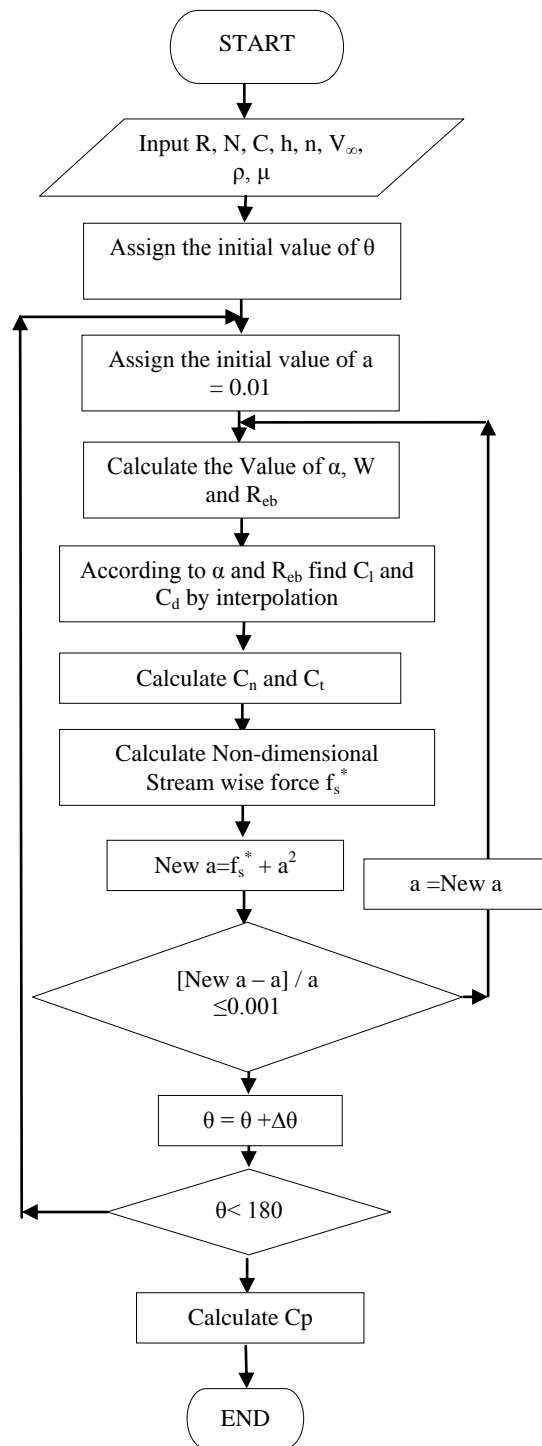 START
Input R, N, C, h, n, V∞,
ρ, μ
Assign the initial value of θ
Assign the initial value of a
= 0.01
Calculate the Value of α, W
and Reb
According to α and Reb find Cl and
Cd by interpolation
Calculate Cn and Ct
Calculate Non-dimensional
Stream wise force fs*
New a=fs* + a²
a =New a
[New a – a] / a
≤0.001
θ = θ +Δθ
θ< 180
Calculate Cp
END